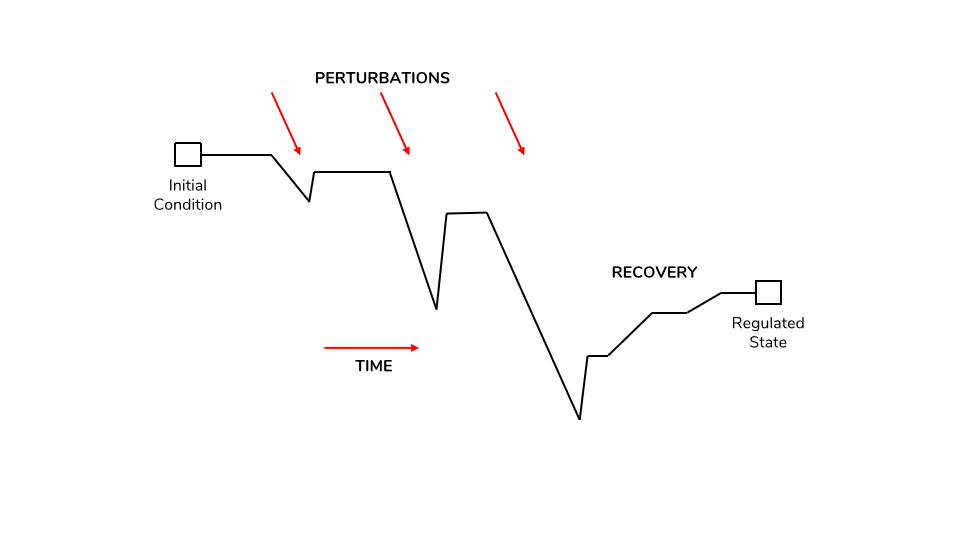 PERTURBATIONS
Initial
Condition
RECOVERY
Regulated
State
TIME